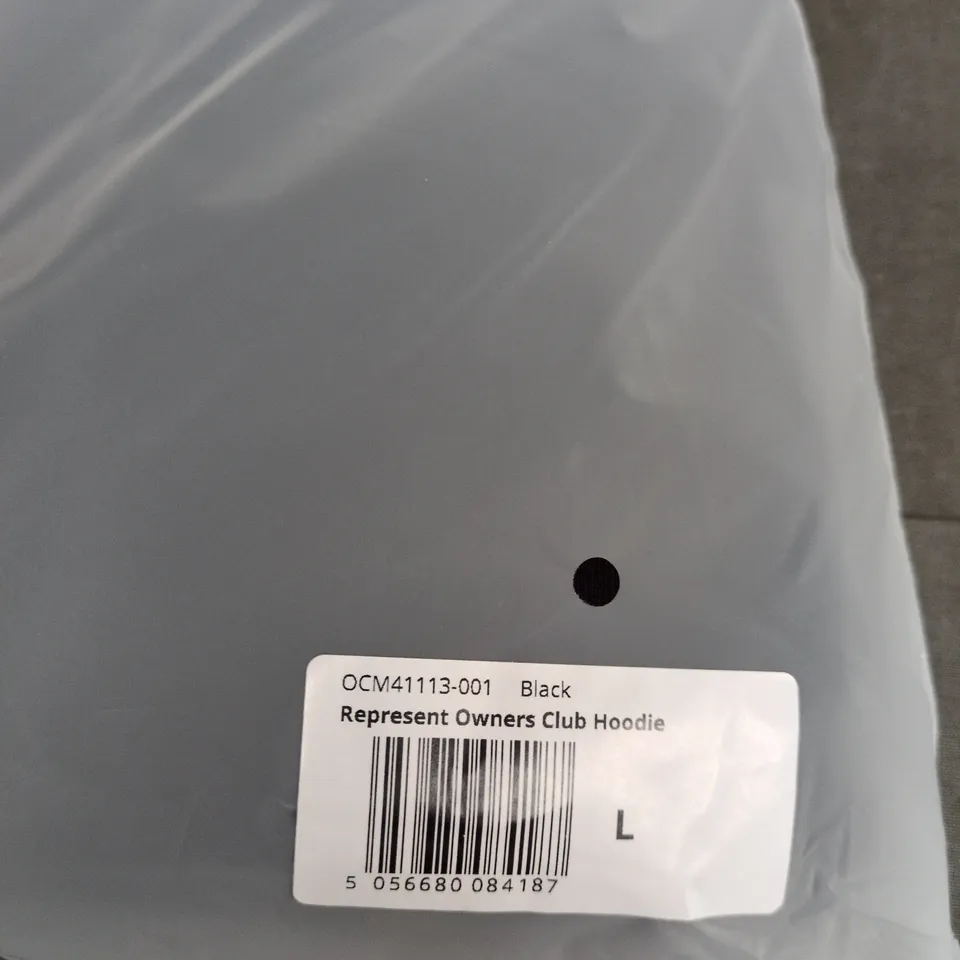 OCM41113-001 Black
Represent Owners Club Hoodie
L
5 056680 084187